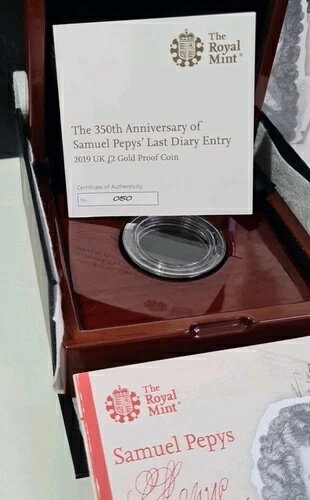 The
Royal
Mint®
The 350th Anniversary of
Samuel Pepys' Last Diary Entry
2019 UK £2 Gold Proof Coin
Certificate of Authenticity
No. 050
The
Royal
Mint®
Samuel Pepys